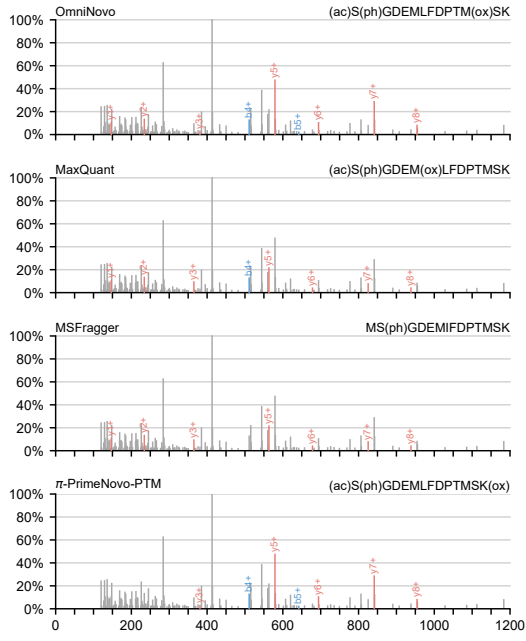 OmniNovo (ac)S(ph)GDEMLFDPTM(ox)SK
100%
80%
60%
40%
20%
0%
y1+ y2+ y3+ b4+ y5+ b5+ y6+ y7+ y8+
MaxQuant (ac)S(ph)GDEM(ox)LFDPTMSK
100%
80%
60%
40%
20%
0%
y1+ y2+ y3+ b4+ y5+ y6+ y7+ y8+
MSFragger MS(ph)GDEMIFDPTMSK
100%
80%
60%
40%
20%
0%
y1+ y2+ y3+ y5+ y6+ y7+ y8+
π-PrimeNovo-PTM (ac)S(ph)GDEMLFDPTMSK(ox)
100%
80%
60%
40%
20%
0%
y3+ b4+ y5+ b5+ y6+ y7+ y8+
0 200 400 600 800 1000 1200